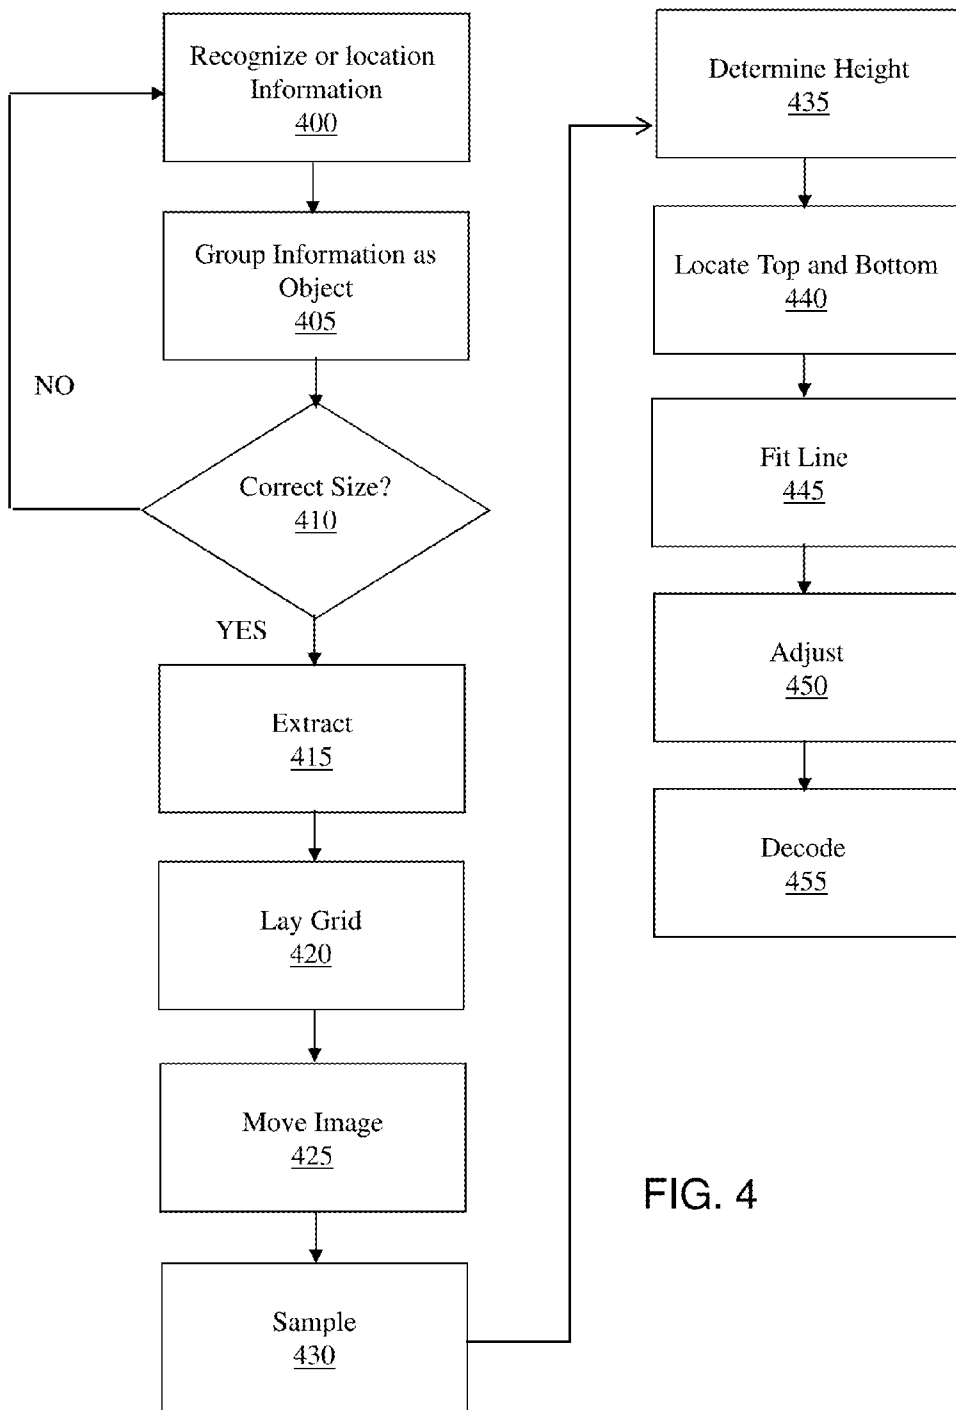 Recognize or location
Information
400
Group Information as
Object
405
NO
Correct Size?
410
YES
Extract
415
Lay Grid
420
Move Image
425
Sample
430
Determine Height
435
Locate Top and Bottom
440
Fit Line
445
Adjust
450
Decode
455
FIG. 4